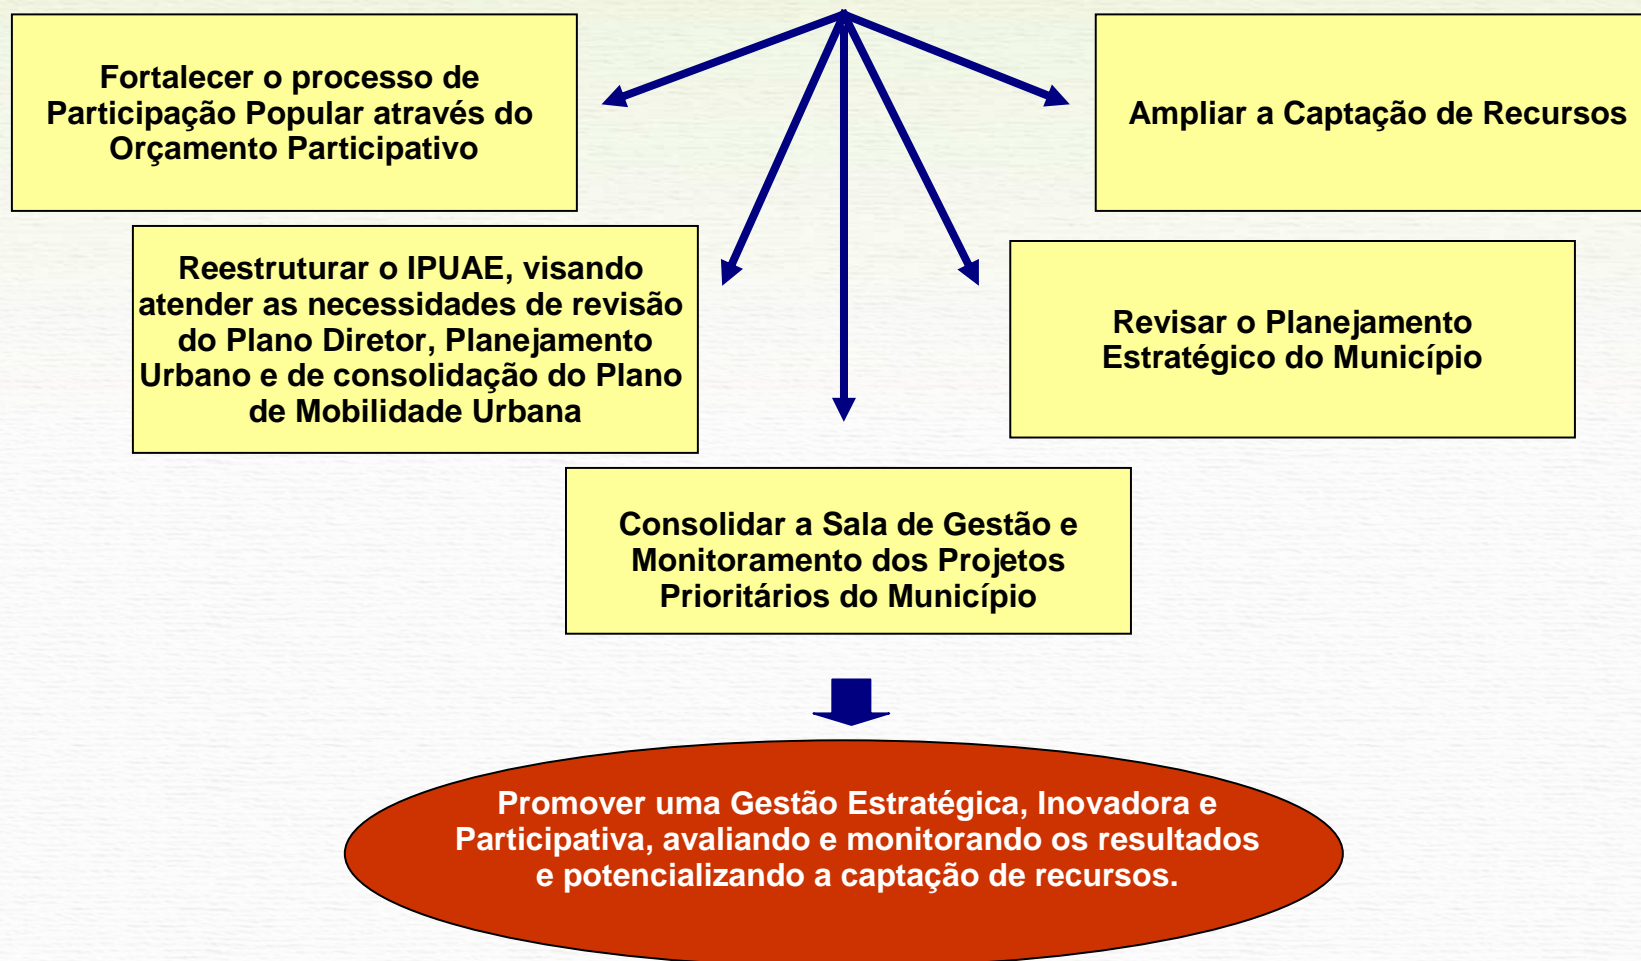 Fortalecer o processo de
Participação Popular através do
Orçamento Participativo
Ampliar a Captação de Recursos
Reestruturar o IPUAE, visando
atender as necessidades de revisão
do Plano Diretor, Planejamento
Urbano e de consolidação do Plano
de Mobilidade Urbana
Revisar o Planejamento
Estratégico do Município
Consolidar a Sala de Gestão e
Monitoramento dos Projetos
Prioritários do Município
Promover uma Gestão Estratégica, Inovadora e
Participativa, avaliando e monitorando os resultados
e potencializando a captação de recursos.